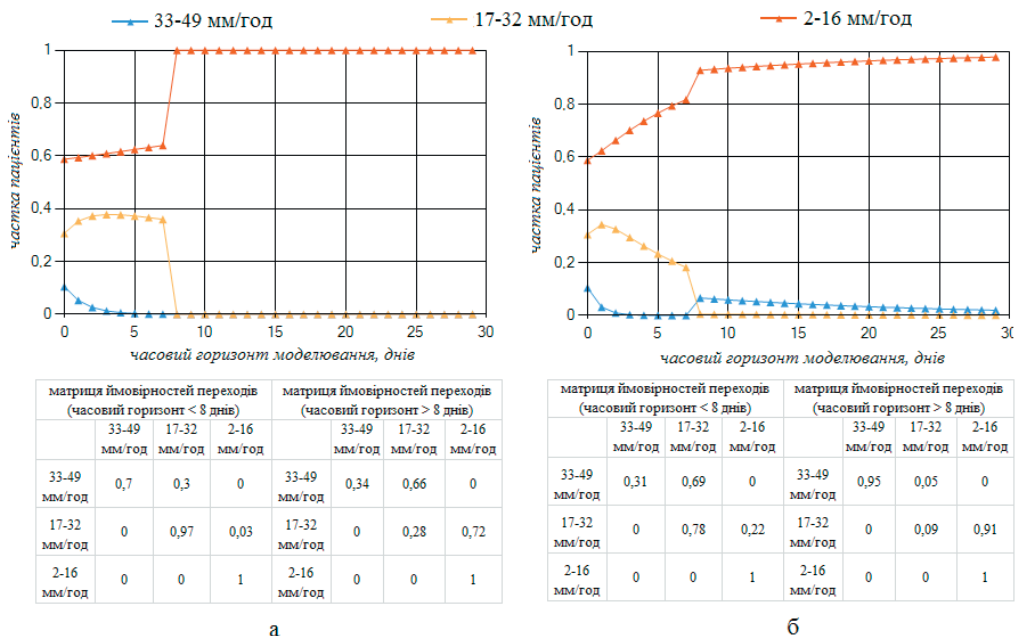 33-49 мм/год 17-32 мм/год 2-16 мм/год
1
0,8
0,6
0,4
0,2
0
0 5 10 15 20 25 30
частка пацієнтів
часовий горизонт моделювання, днів
1
0,8
0,6
0,4
0,2
0
0 5 10 15 20 25 30
частка пацієнтів
часовий горизонт моделювання, днів
матриця ймовірностей переходів матриця ймовірностей переходів
(часовий горизонт < 8 днів) (часовий горизонт > 8 днів)
33-49 17-32 2-16 33-49 17-32 2-16
мм/год мм/год мм/год мм/год мм/год мм/год
33-49 0,7 0,3 0 33-49 0,34 0,66 0
мм/год мм/год
17-32 0 0,97 0,03 17-32 0 0,28 0,72
мм/год мм/год
2-16 0 0 1 2-16 0 0 1
мм/год мм/год
а
матриця ймовірностей переходів матриця ймовірностей переходів
(часовий горизонт < 8 днів) (часовий горизонт > 8 днів)
33-49 17-32 2-16 33-49 17-32 2-16
мм/год мм/год мм/год мм/год мм/год мм/год
33-49 0,31 0,69 0 33-49 0,95 0,05 0
мм/год мм/год
17-32 0 0,78 0,22 17-32 0 0,09 0,91
мм/год мм/год
2-16 0 0 1 2-16 0 0 1
мм/год мм/год
б